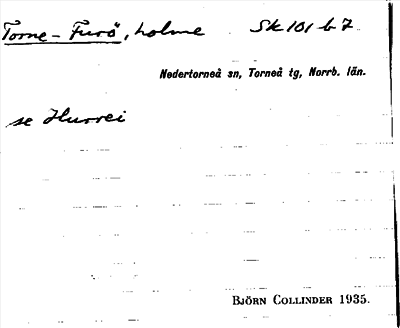 Torne-Furö, holme Sk 101 b 7
Nedertorneå sn, Torneå tg, Norrb. län.
se Hurrei
Björn Collinder 1935.